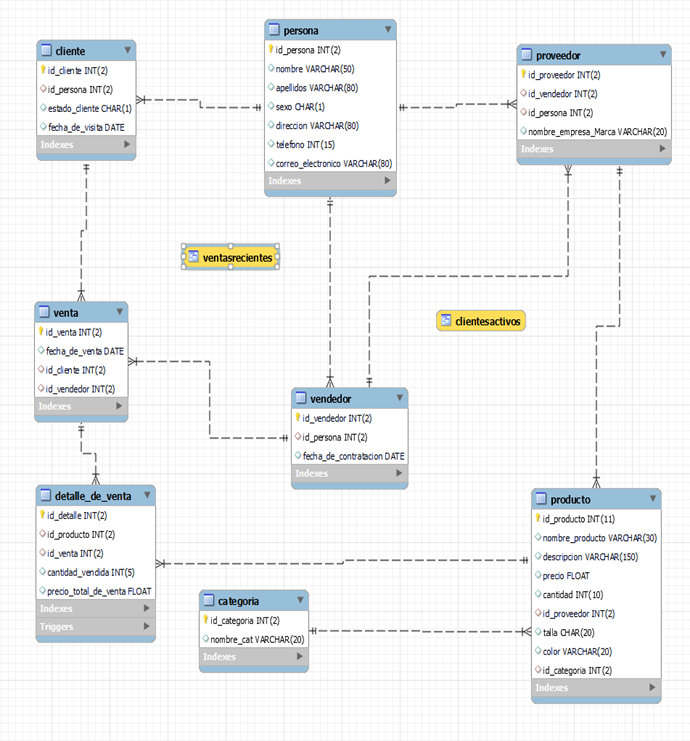 cliente
id_cliente INT(2)
id_persona INT(2)
estado_cliente CHAR(1)
fecha_de_visita DATE
Indexes
persona
id_persona INT(2)
nombre VARCHAR(50)
apellidos VARCHAR(80)
sexo CHAR(1)
direccion VARCHAR(80)
telefono INT(15)
correo_electronico VARCHAR(80)
Indexes
proveedor
id_proveedor INT(2)
id_vendedor INT(2)
id_persona INT(2)
nombre_empresa_Marca VARCHAR(20)
Indexes
ventasrecientes
clientesactivos
venta
id_venta INT(2)
fecha_de_venta DATE
id_cliente INT(2)
id_vendedor INT(2)
Indexes
vendedor
id_vendedor INT(2)
id_persona INT(2)
fecha_de_contratacion DATE
Indexes
detalle_de_venta
id_detalle INT(2)
id_producto INT(2)
id_venta INT(2)
cantidad_vendida INT(5)
precio_total_de_venta FLOAT
Indexes
Triggers
categoria
id_categoria INT(2)
nombre_cat VARCHAR(20)
Indexes
producto
id_producto INT(11)
nombre_producto VARCHAR(30)
descripcion VARCHAR(150)
precio FLOAT
cantidad INT(10)
id_proveedor INT(2)
talla CHAR(20)
color VARCHAR(20)
id_categoria INT(2)
Indexes